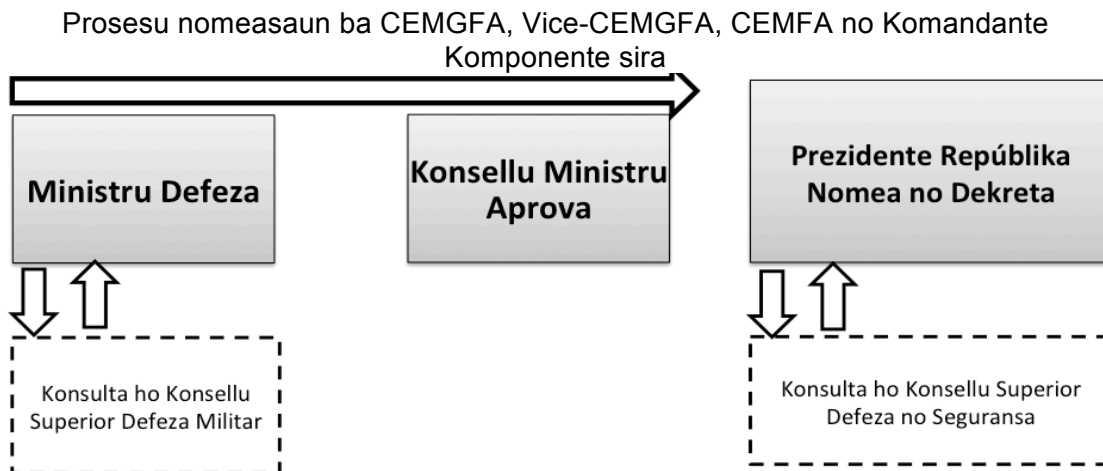 Prosesu nomeasaun ba CEMGFA, Vice-CEMGFA, CEMFA no Komandante
Komponente sira
Ministru Defeza
Konsellu Ministru
Aprova
Prezidente Repúblika
Nomea no Dekreta
Konsulta ho Konsellu
Superior Defeza Militar
Konsulta ho Konsellu Superior
Defeza no Seguransa